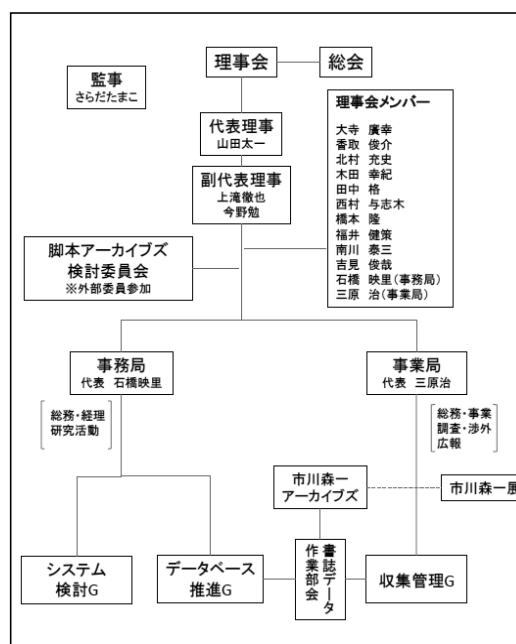 理事会
総会
監事
さらだたまこ
代表理事
山田太一
副代表理事
上滝徹也
今野勉
理事会メンバー
大寺 廣幸
香取 俊介
北村 充史
木田 幸紀
田中 格
西村 与志木
橋本 隆
福井 健策
南川 泰三
吉見 俊哉
石橋 映里(事務局)
三原 治(事業局)
脚本アーカイブズ
検討委員会
※外部委員参加
事務局
代表 石橋映里
事業局
代表 三原治
総務・経理
研究活動
総務・事業
調査・渉外
広報
市川森一
アーカイブズ
市川森一展
システム
検討G
データベース
推進G
書誌データ
作業部会
収集管理G